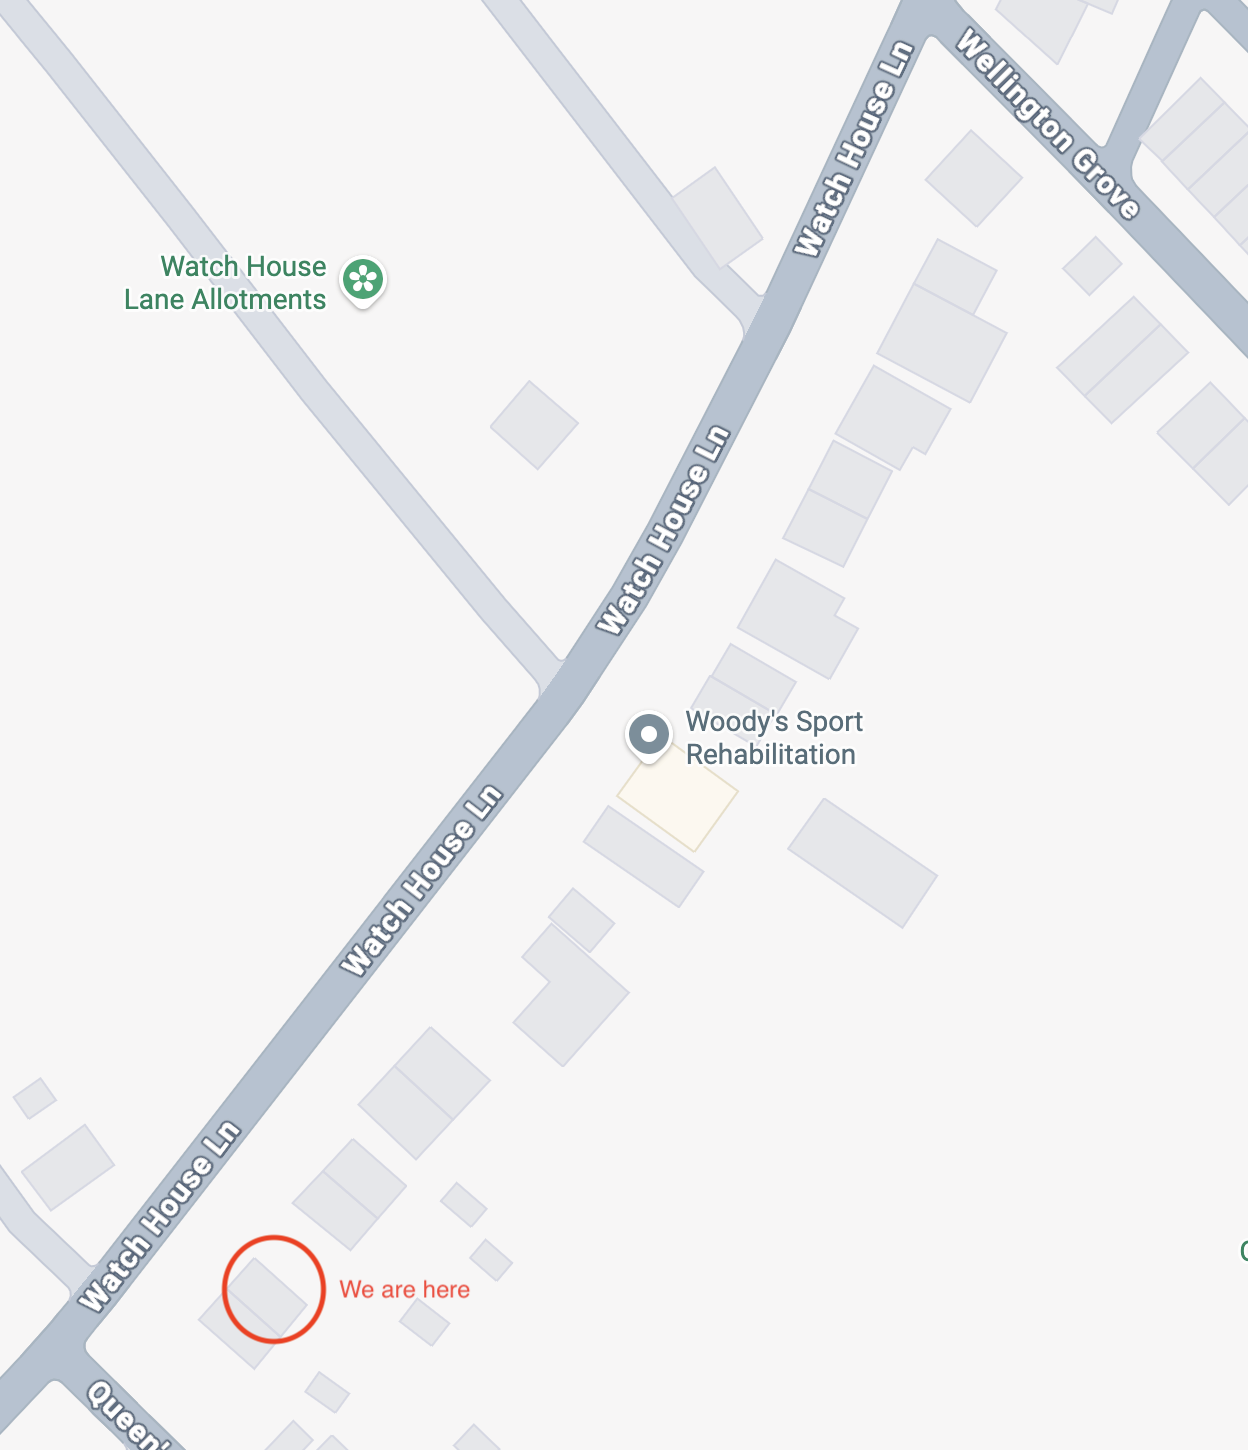 Watch House Ln
Wellington Grove
Watch House
Lane Allotments
Watch House Ln
Woody's Sport
Rehabilitation
Watch House Ln
Watch House Ln
We are here
Queen'